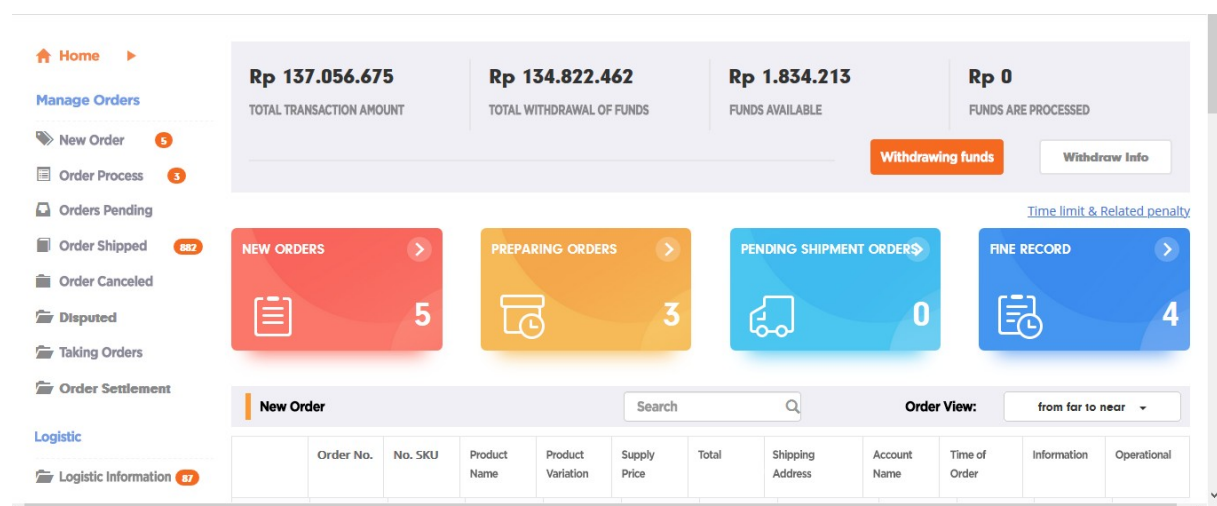 Home
Manage Orders
New Order 5
Order Process 3
Orders Pending
Order Shipped 882
Order Canceled
DIsputed
Taking Orders
Order Settlement
Logistic
Logistic Information 87
Rp 137.056.675
TOTAL TRANSACTION AMOUNT
Rp 134.822.462
TOTAL WITHDRAWAL OF FUNDS
Rp 1.834.213
FUNDS AVAILABLE
Rp 0
FUNDS ARE PROCESSED
Withdrawing funds
Withdraw Info
Time limit & Related penalty
NEW ORDERS
5
PREPARING ORDERS
3
PENDING SHIPMENT ORDERS
0
FINE RECORD
4
New Order
Search
Order View:
from far to near
Order No.
No. SKU
Product
Name
Product
Variation
Supply
Price
Total
Shipping
Address
Account
Name
Time of
Order
Information
Operational